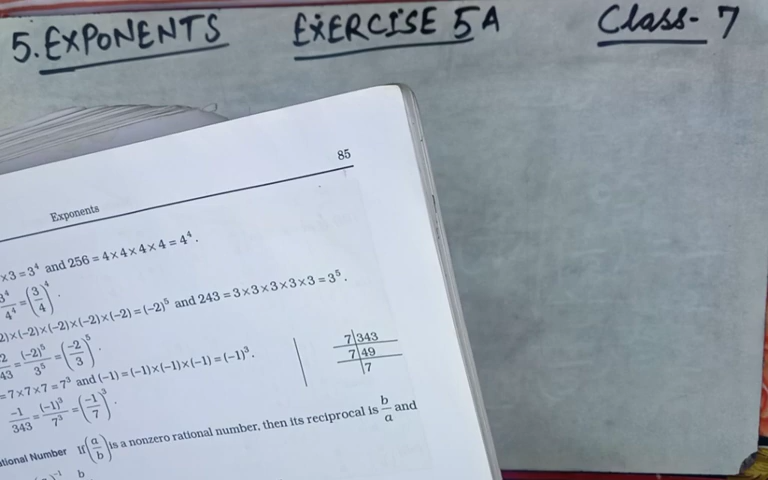 5. EXPONENTS EXERCISE 5A Class- 7
85
Exponents
×3 = 3⁴ and 256 = 4×4×4×4 = 4⁴.
3⁴/4⁴ = (3/4)⁴.
2)×(-2)×(-2)×(-2)×(-2) = (-2)⁵ and 243 = 3×3×3×3×3 = 3⁵.
2/43 = (-2)⁵/3⁵ = (-2/3)⁵.
= 7×7×7 = 7³ and (-1) = (-1)×(-1)×(-1) = (-1)³.
7|343
7|49
|7
-1/343 = (-1)³/7³ = (-1/7)³.
tional Number If (a/b) is a nonzero rational number, then its reciprocal is b/a and
)⁻¹ b